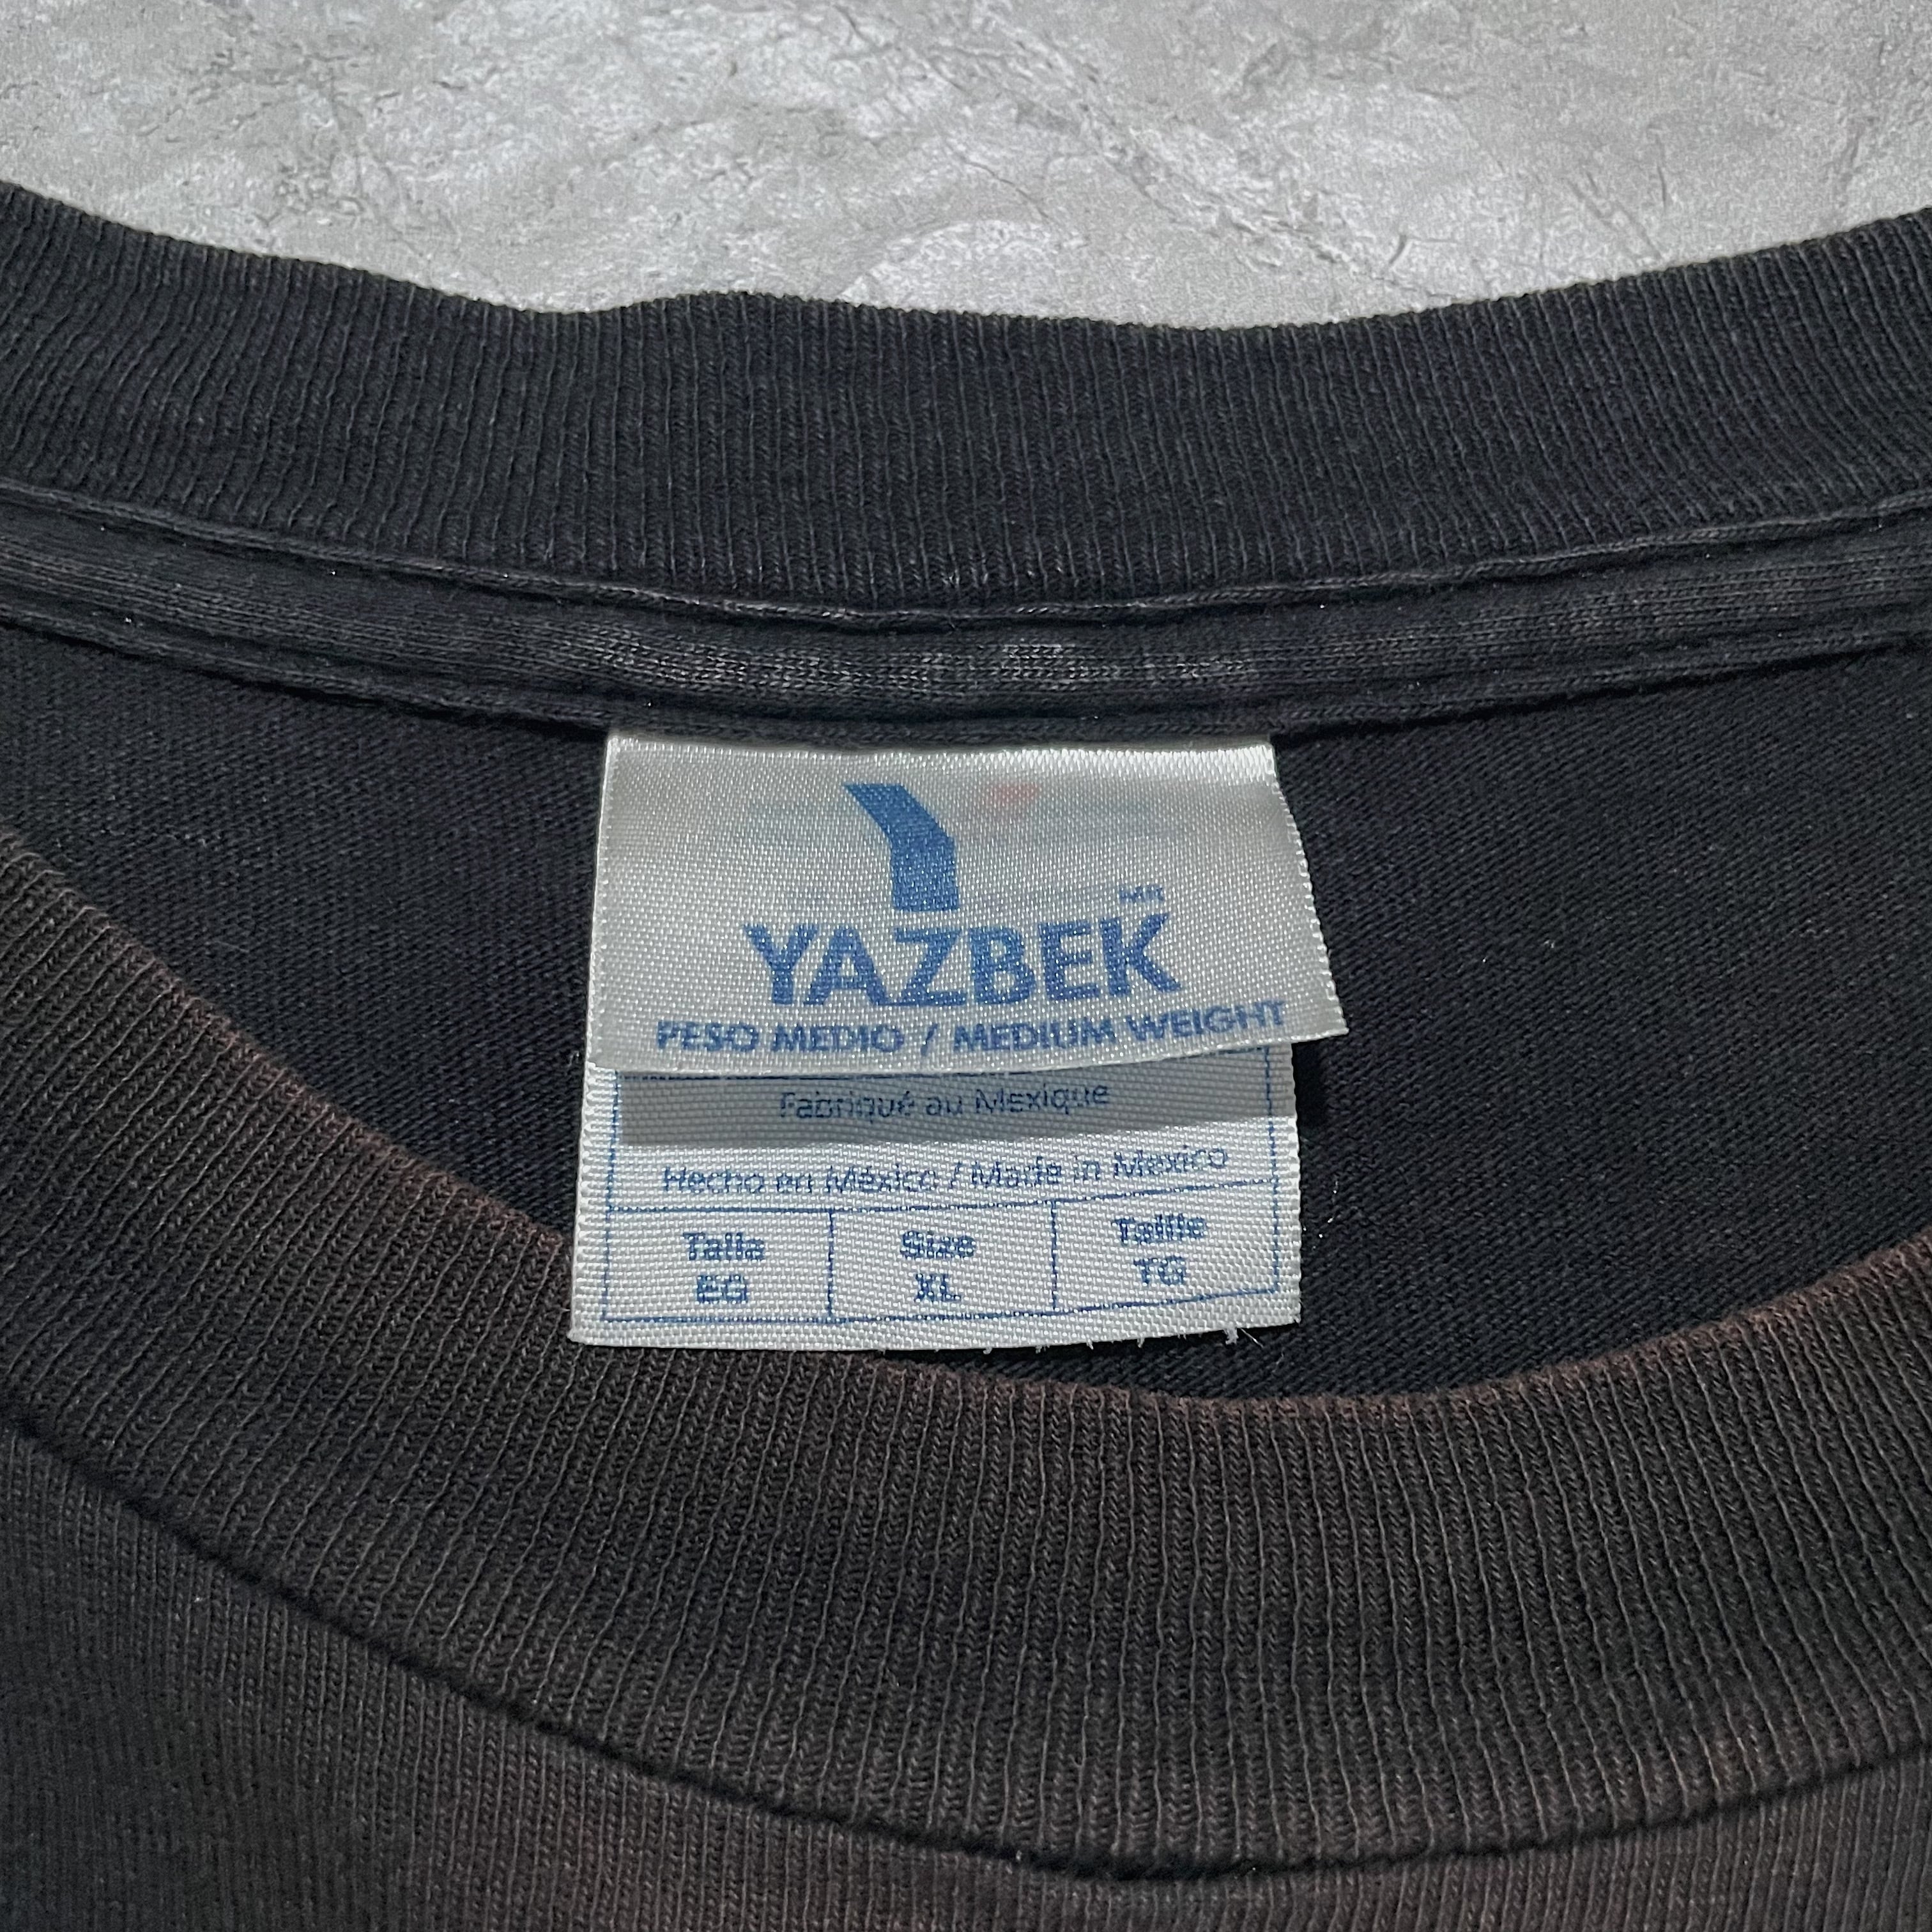 YAZBEK MR
PESO MEDIO / MEDIUM WEIGHT
Fabriqué au Mexique
Hecho en México / Made in Mexico
Talla Size Taille
EG XL TG